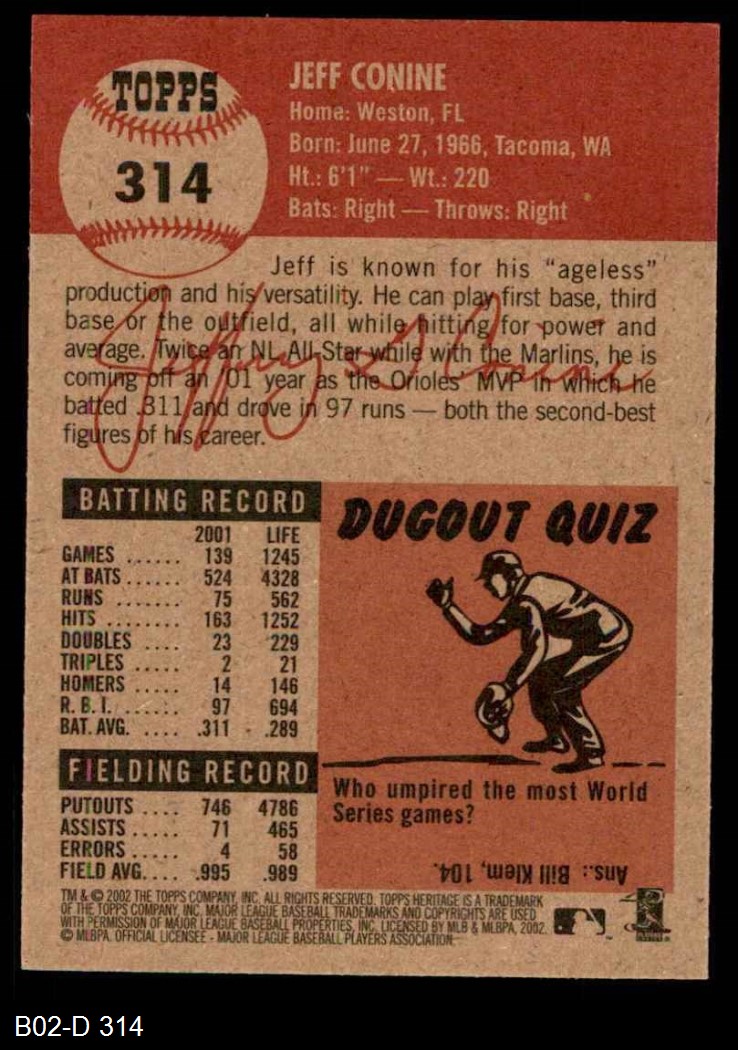 TOPPS
314
JEFF CONINE
Home: Weston, FL
Born: June 27, 1966, Tacoma, WA
Ht.: 6'1" — Wt.: 220
Bats: Right — Throws: Right
Jeff is known for his "ageless"
production and his versatility. He can play first base, third
base or the outfield, all while hitting for power and
average. Twice an NL All-Star while with the Marlins, he is
coming off an '01 year as the Orioles' MVP in which he
batted .311 and drove in 97 runs — both the second-best
figures of his career.
Jeffrey G Conine
BATTING RECORD
2001 LIFE
GAMES ...... 139 1245
AT BATS ...... 524 4328
RUNS ....... 75 562
HITS ........ 163 1252
DOUBLES .... 23 229
TRIPLES ..... 2 21
HOMERS ..... 14 146
R. B. I. ....... 97 694
BAT. AVG. .... .311 .289
FIELDING RECORD
PUTOUTS .... 746 4786
ASSISTS ..... 71 465
ERRORS ..... 4 58
FIELD AVG.... .995 .989
DUGOUT QUIZ
Who umpired the most World
Series games?
Ans.: Bill Klem, 104.
TM & © 2002 THE TOPPS COMPANY, INC. ALL RIGHTS RESERVED. TOPPS HERITAGE IS A TRADEMARK
OF THE TOPPS COMPANY, INC. MAJOR LEAGUE BASEBALL TRADEMARKS AND COPYRIGHTS ARE USED
WITH PERMISSION OF MAJOR LEAGUE BASEBALL PROPERTIES, INC. LICENSED BY MLB & MLBPA, 2002.
© MLBPA. OFFICIAL LICENSEE - MAJOR LEAGUE BASEBALL PLAYERS ASSOCIATION.
B02-D 314